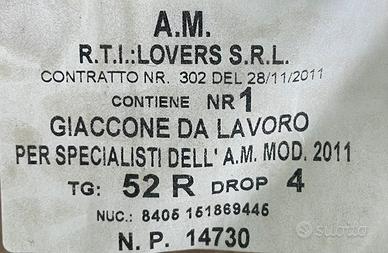 A.M.
R.T.I.:LOVERS S.R.L.
CONTRATTO NR. 302 DEL 28/11/2011
CONTIENE NR 1
GIACCONE DA LAVORO
PER SPECIALISTI DELL'A.M. MOD. 2011
TG: 52 R DROP 4
NUC.: 8405 151869445
N. P. 14730
subito